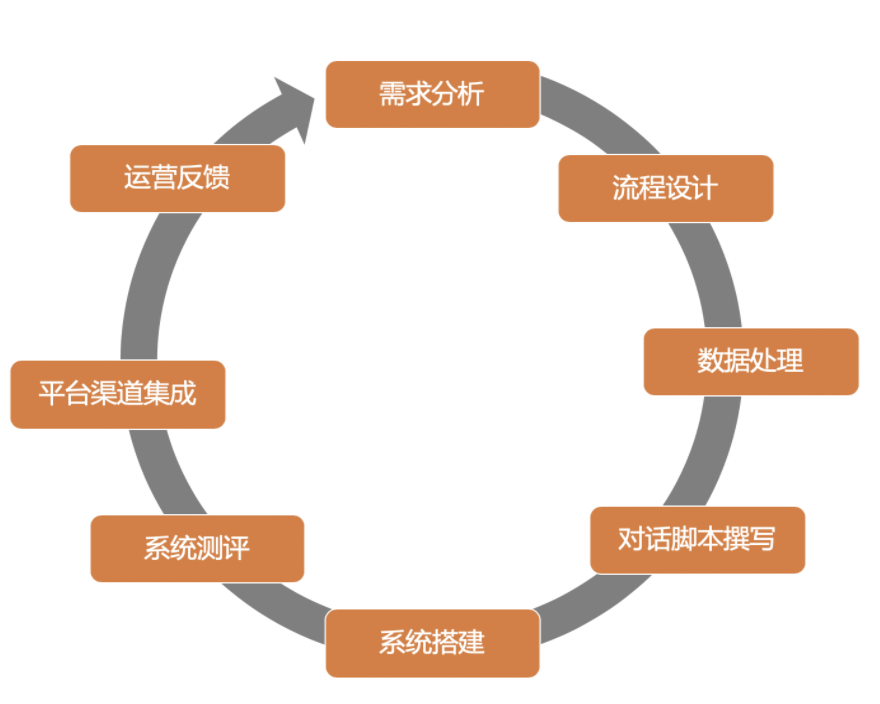 需求分析
流程设计
数据处理
对话脚本撰写
系统搭建
系统测评
平台渠道集成
运营反馈